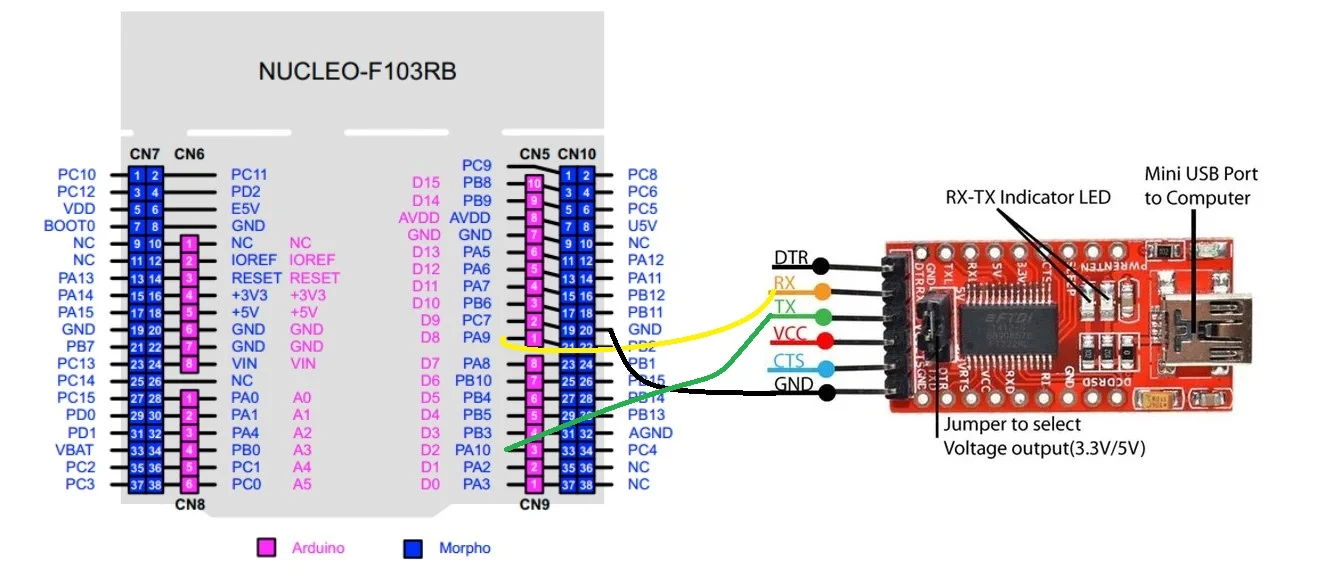 NUCLEO-F103RB
CN7 CN6 CN5 CN10
PC9
PC10 1 2 PC11 1 2 PC8
PC12 3 4 PD2 D15 PB8 10 3 4 PC6
VDD 5 6 E5V D14 PB9 9 5 6 PC5
BOOT0 7 8 GND AVDD AVDD 8 7 8 U5V
NC 9 10 1 NC NC GND GND 7 9 10 NC
NC 11 12 2 IOREF IOREF D13 PA5 6 11 12 PA12
PA13 13 14 3 RESET RESET D12 PA6 5 13 14 PA11
PA14 15 16 4 +3V3 +3V3 D11 PA7 4 15 16 PB12
PA15 17 18 5 +5V +5V D10 PB6 3 17 18 PB11
GND 19 20 6 GND GND D9 PC7 2 19 20 GND
PB7 21 22 7 GND GND D8 PA9 1 PB2
PC13 23 24 8 VIN VIN D7 PA8 8 23 24 PB1
PC14 25 26 NC D6 PB10 7 25 26 PB15
PC15 27 28 1 PA0 A0 D5 PB4 6 27 28 PB14
PD0 29 30 2 PA1 A1 D4 PB5 5 29 PB13
PD1 31 32 3 PA4 A2 D3 PB3 31 32 AGND
VBAT 33 34 4 PB0 A3 D2 PA10 3 33 34 PC4
PC2 35 36 5 PC1 A4 D1 PA2 2 35 36 NC
PC3 37 38 6 PC0 A5 D0 PA3 1 37 38 NC
CN8 CN9
Arduino Morpho
DTR
RX
TX
VCC
CTS
GND
RX-TX Indicator LED
Mini USB Port
to Computer
GND
DTR
TXL
RXL
5V
3.3V
CTS
PWRENTEN
5V
FTDI
DTR
RTS
VCC
RXD
RI
GND
DCD
RSD
Jumper to select
Voltage output(3.3V/5V)